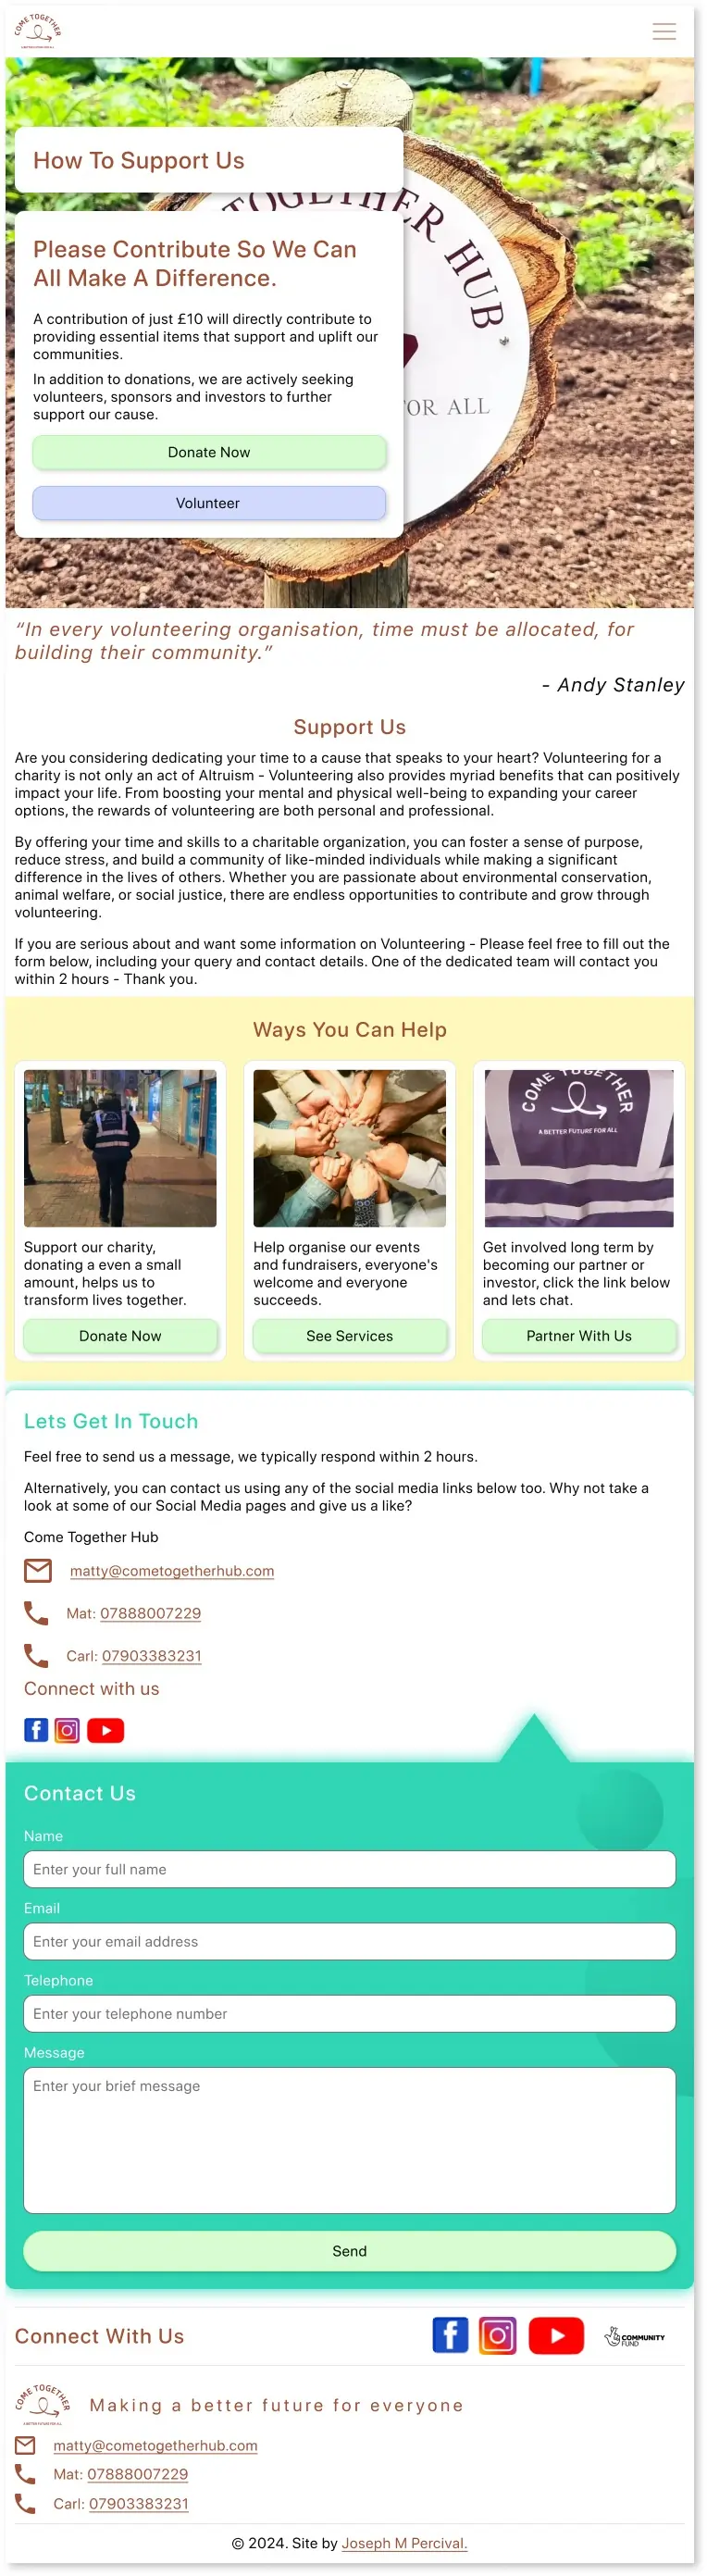 COME TOGETHER
A BETTER FUTURE FOR ALL
TOGETHER HUB
FOR ALL
How To Support Us
Please Contribute So We Can
All Make A Difference.
A contribution of just £10 will directly contribute to
providing essential items that support and uplift our
communities.
In addition to donations, we are actively seeking
volunteers, sponsors and investors to further
support our cause.
Donate Now
Volunteer
“In every volunteering organisation, time must be allocated, for
building their community.”
- Andy Stanley
Support Us
Are you considering dedicating your time to a cause that speaks to your heart? Volunteering for a
charity is not only an act of Altruism - Volunteering also provides myriad benefits that can positively
impact your life. From boosting your mental and physical well-being to expanding your career
options, the rewards of volunteering are both personal and professional.
By offering your time and skills to a charitable organization, you can foster a sense of purpose,
reduce stress, and build a community of like-minded individuals while making a significant
difference in the lives of others. Whether you are passionate about environmental conservation,
animal welfare, or social justice, there are endless opportunities to contribute and grow through
volunteering.
If you are serious about and want some information on Volunteering - Please feel free to fill out the
form below, including your query and contact details. One of the dedicated team will contact you
within 2 hours - Thank you.
Ways You Can Help
COME TOGETHER
A BETTER FUTURE FOR ALL
Support our charity,
donating a even a small
amount, helps us to
transform lives together.
Donate Now
Help organise our events
and fundraisers, everyone's
welcome and everyone
succeeds.
See Services
Get involved long term by
becoming our partner or
investor, click the link below
and lets chat.
Partner With Us
Lets Get In Touch
Feel free to send us a message, we typically respond within 2 hours.
Alternatively, you can contact us using any of the social media links below too. Why not take a
look at some of our Social Media pages and give us a like?
Come Together Hub
matty@cometogetherhub.com
Mat: 07888007229
Carl: 07903383231
Connect with us
Contact Us
Name
Enter your full name
Email
Enter your email address
Telephone
Enter your telephone number
Message
Enter your brief message
Send
Connect With Us
COMMUNITY
FUND
COME TOGETHER
A BETTER FUTURE FOR ALL
Making a better future for everyone
matty@cometogetherhub.com
Mat: 07888007229
Carl: 07903383231
© 2024. Site by Joseph M Percival.